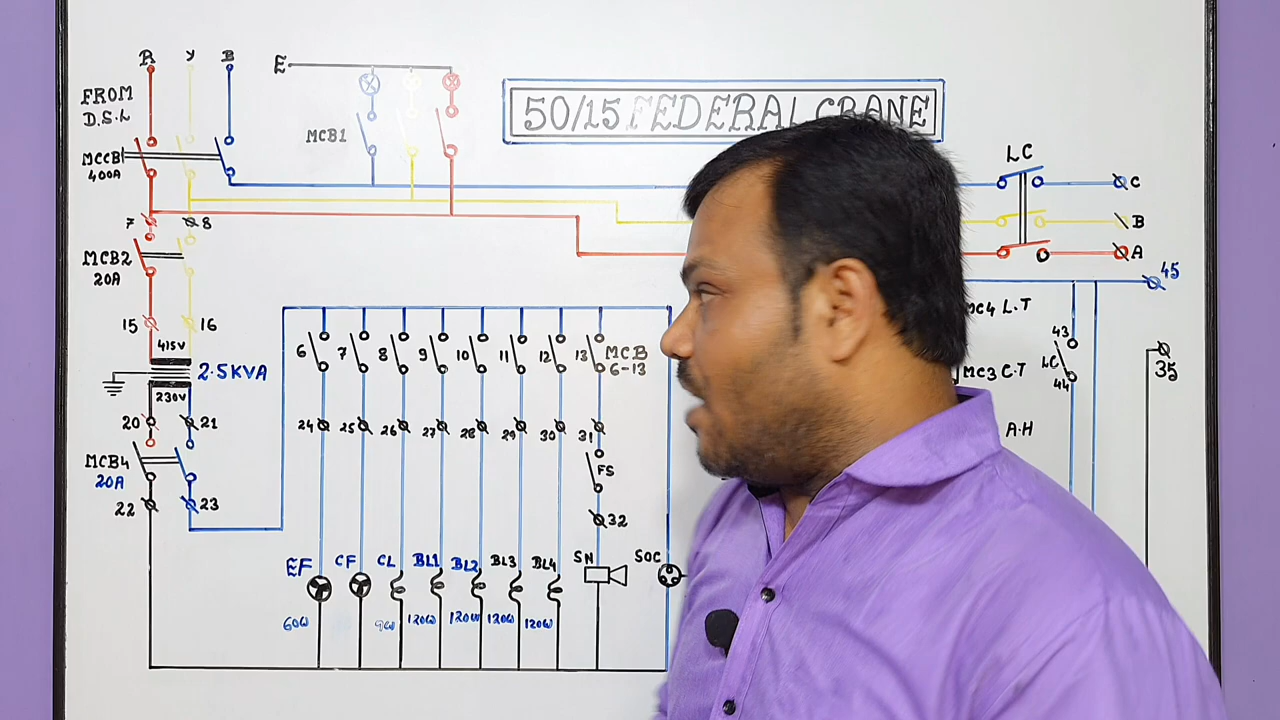 R Y B
FROM
D.S.L
MCCB
400A
E
MCB1
50/15 FEDERAL CRANE
LC
C
B
A
7 8
MCB2
20A
15 16
415V
2.5KVA
230V
20 21
MCB4
20A
22 23
6 7 8 9 10 11 12 13 MCB
6-13
24 25 26 27 28 29 30 31
FS
32
EF CF CL BL1 BL2 BL3 BL4 SN SOC
60W 9W 120W 120W 120W 120W
45
MC4 L.T
43
LC
44
MC3 C.T
A.H
35